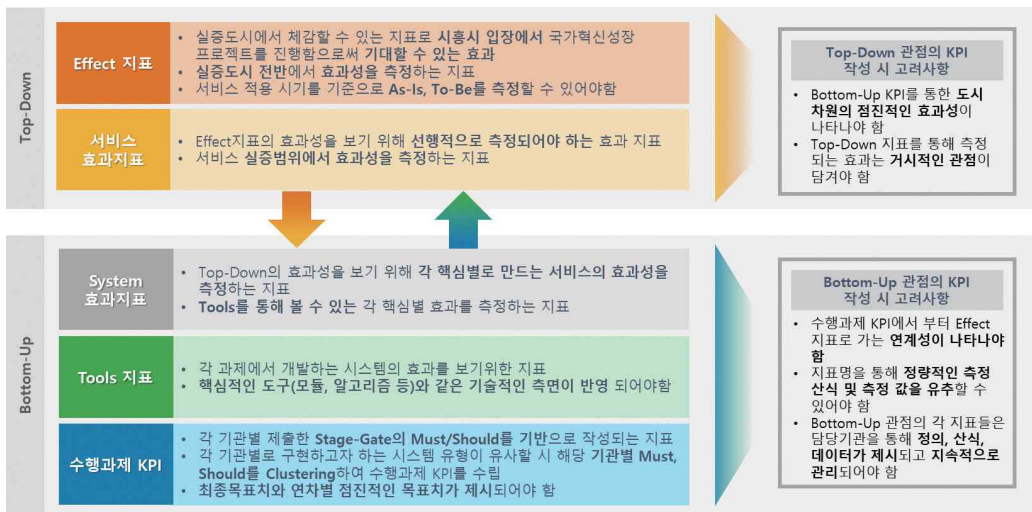 Top-Down
Effect 지표
• 실증도시에서 체감할 수 있는 지표로 시흥시 입장에서 국가혁신성장
프로젝트를 진행함으로써 기대할 수 있는 효과
• 실증도시 전반에서 효과성을 측정하는 지표
• 서비스 적용 시기를 기준으로 As-Is, To-Be를 측정할 수 있어야함
서비스
효과지표
• Effect지표의 효과성을 보기 위해 선행적으로 측정되어야 하는 효과 지표
• 서비스 실증범위에서 효과성을 측정하는 지표
Top-Down 관점의 KPI
작성 시 고려사항
• Bottom-Up KPI를 통한 도시
차원의 점진적인 효과성이
나타나야 함
• Top-Down 지표를 통해 측정
되는 효과는 거시적인 관점이
담겨야 함
Bottom-Up
System
효과지표
• Top-Down의 효과성을 보기 위해 각 핵심별로 만드는 서비스의 효과성을
측정하는 지표
• Tools를 통해 볼 수 있는 각 핵심별 효과를 측정하는 지표
Tools 지표
• 각 과제에서 개발하는 시스템의 효과를 보기위한 지표
• 핵심적인 도구(모듈, 알고리즘 등)와 같은 기술적인 측면이 반영 되어야함
수행과제 KPI
• 각 기관별 제출한 Stage-Gate의 Must/Should를 기반으로 작성되는 지표
• 각 기관별로 구현하고자 하는 시스템 유형이 유사할 시 해당 기관별 Must,
Should를 Clustering하여 수행과제 KPI를 수립
• 최종목표치와 연차별 점진적인 목표치가 제시되어야 함
Bottom-Up 관점의 KPI
작성 시 고려사항
• 수행과제 KPI에서 부터 Effect
지표로 가는 연계성이 나타나야
함
• 지표명을 통해 정량적인 측정
산식 및 측정 값을 유추할 수
있어야 함
• Bottom-Up 관점의 각 지표들은
담당기관을 통해 정의, 산식,
데이터가 제시되고 지속적으로
관리되어야 함